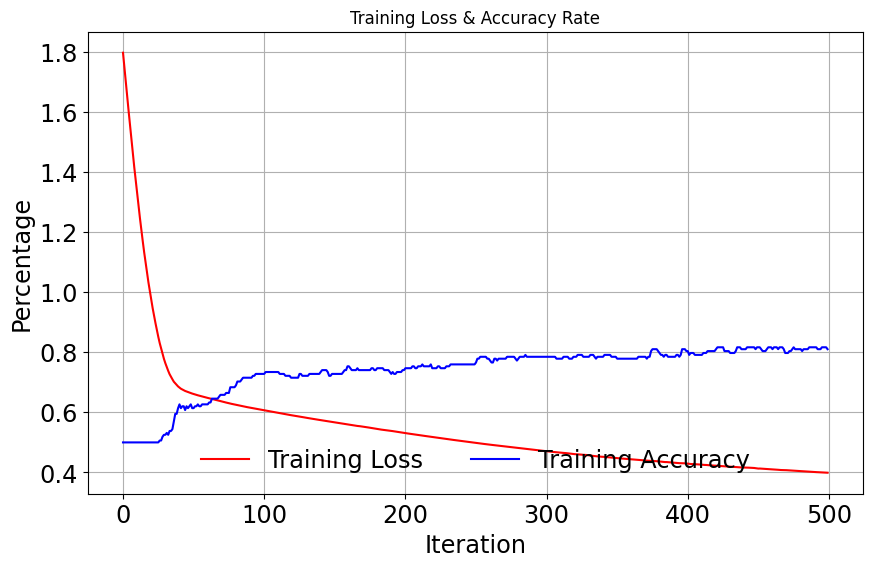 Training Loss & Accuracy Rate
Percentage
1.8
1.6
1.4
1.2
1.0
0.8
0.6
0.4
Training Loss Training Accuracy
0 100 200 300 400 500
Iteration